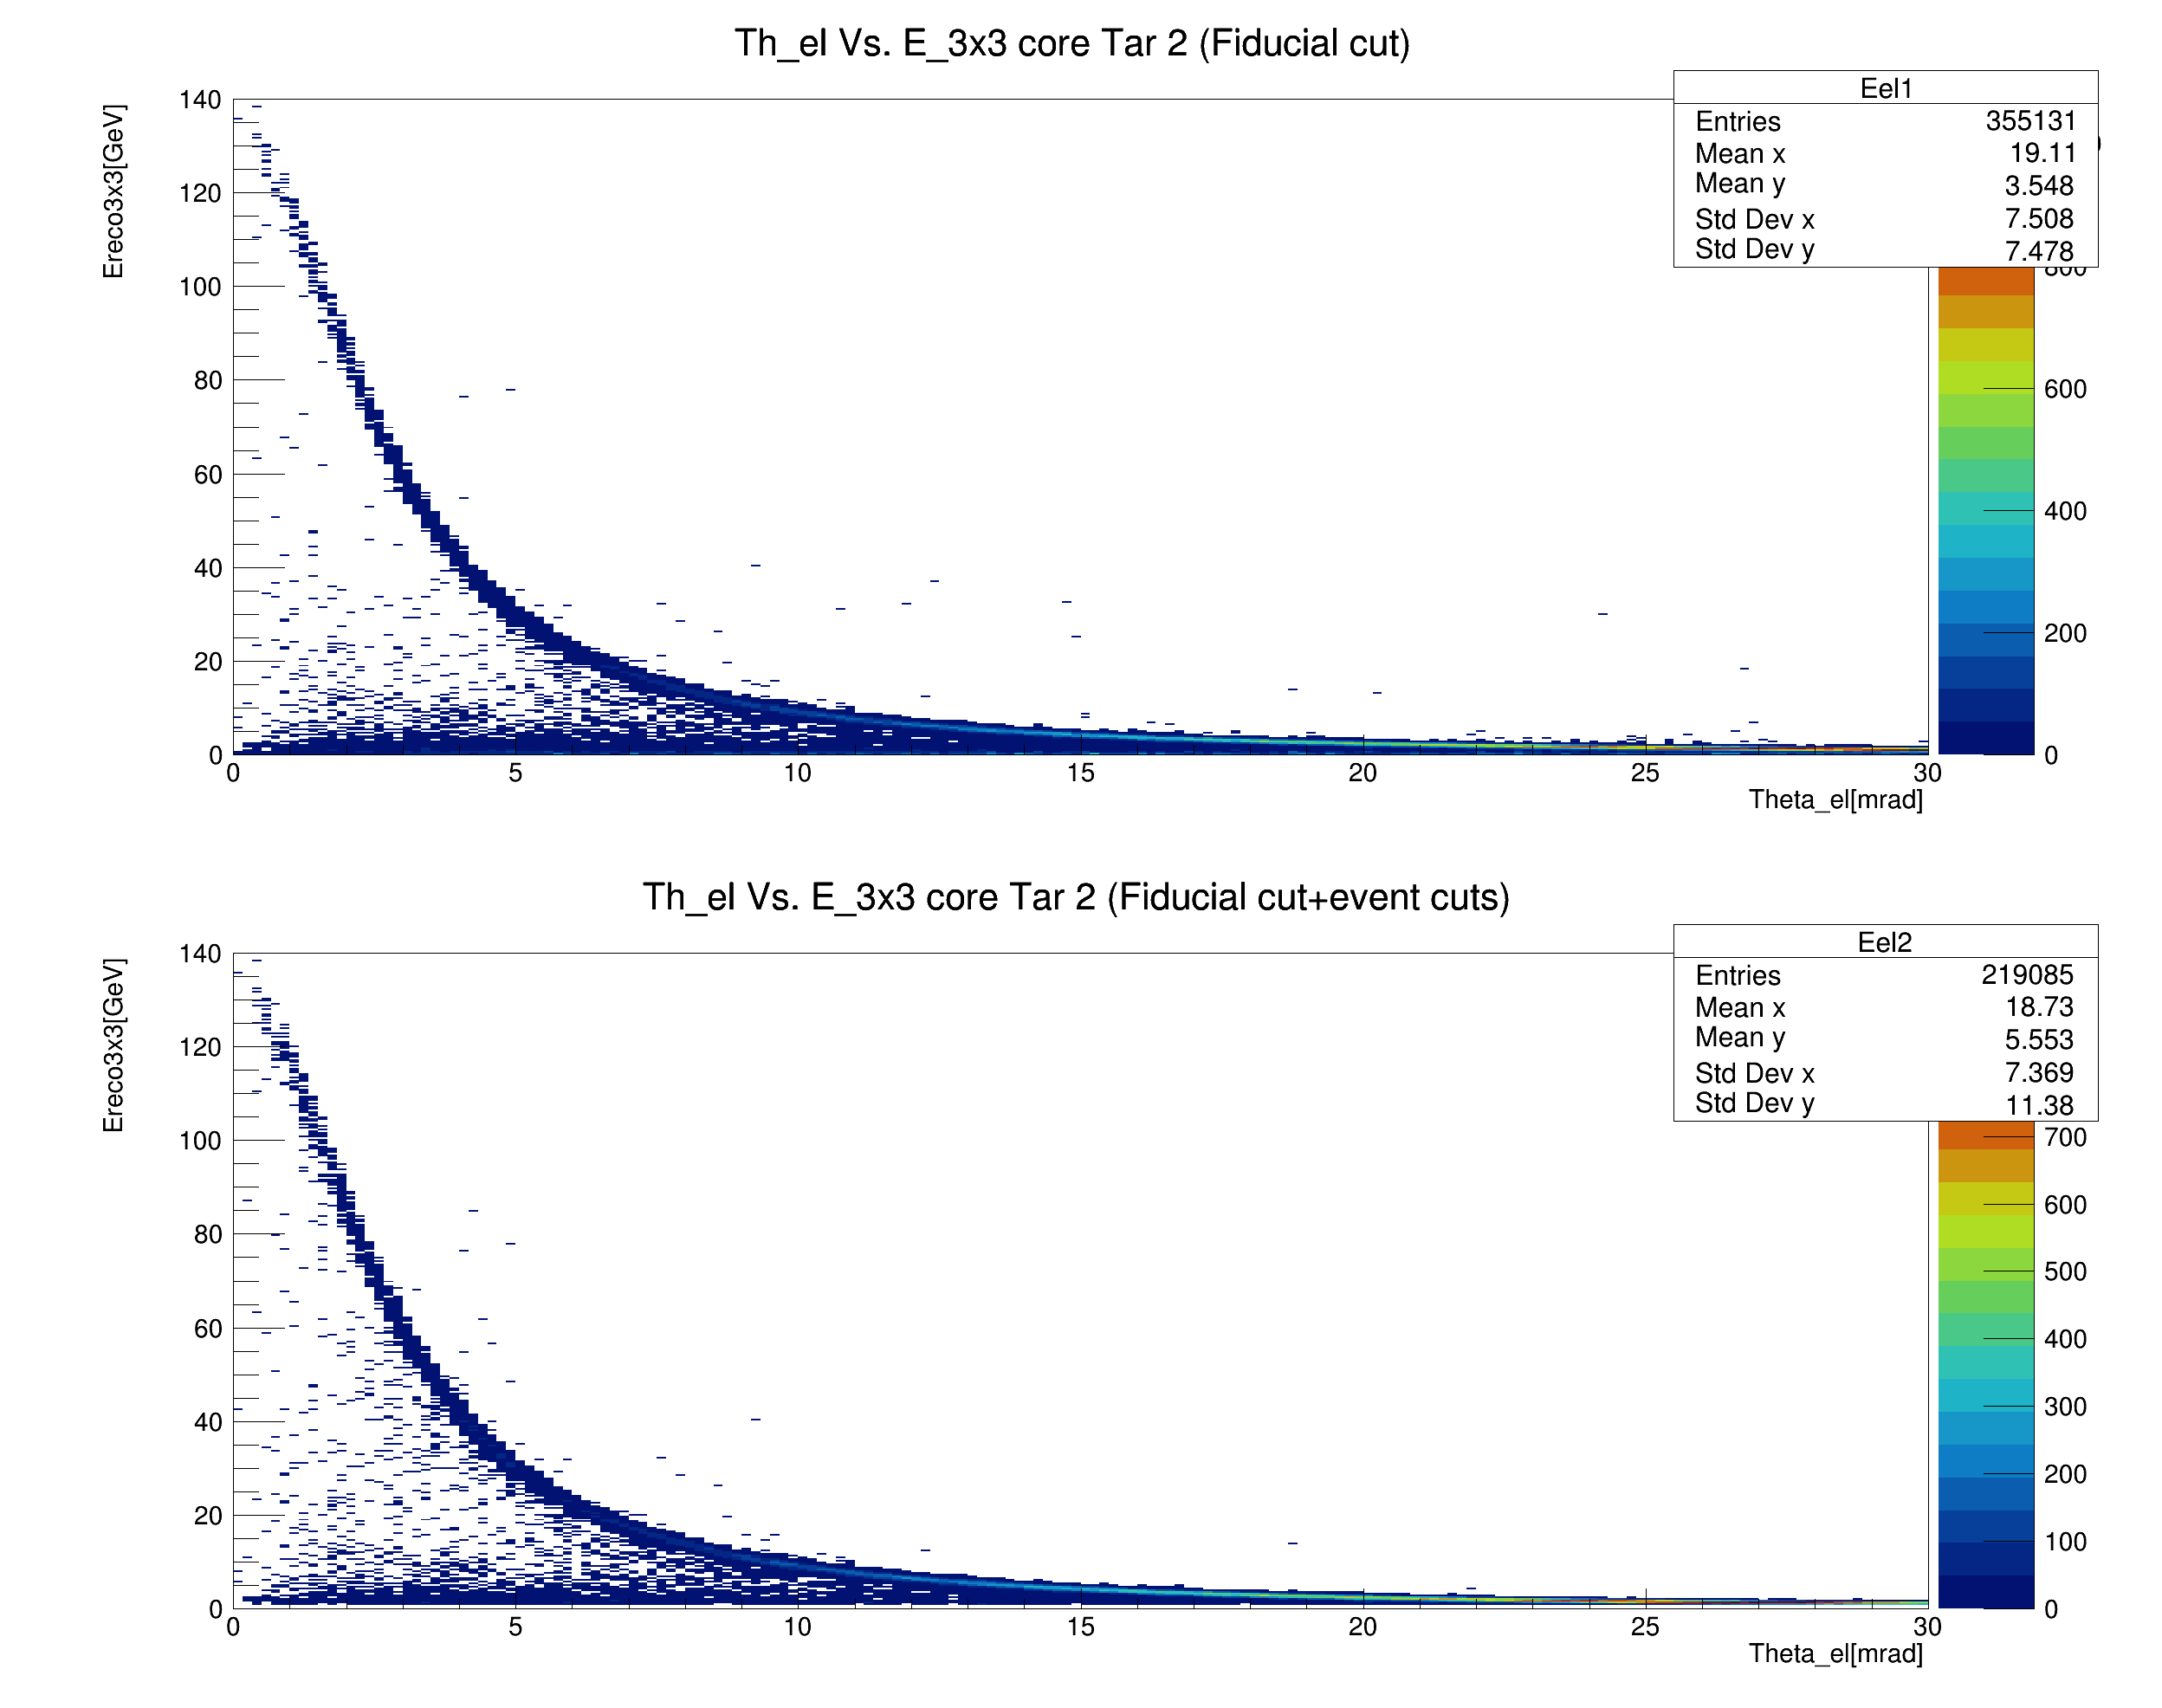 Th_el Vs. E_3x3 core Tar 2 (Fiducial cut)
Ereco3x3[GeV]
140
120
100
80
60
40
20
0
0 5 10 15 20 25 30
Theta_el[mrad]
Eel1
Entries 355131
Mean x 19.11
Mean y 3.548
Std Dev x 7.508
Std Dev y 7.478
800
600
400
200
0
Th_el Vs. E_3x3 core Tar 2 (Fiducial cut+event cuts)
Ereco3x3[GeV]
140
120
100
80
60
40
20
0
0 5 10 15 20 25 30
Theta_el[mrad]
Eel2
Entries 219085
Mean x 18.73
Mean y 5.553
Std Dev x 7.369
Std Dev y 11.38
700
600
500
400
300
200
100
0